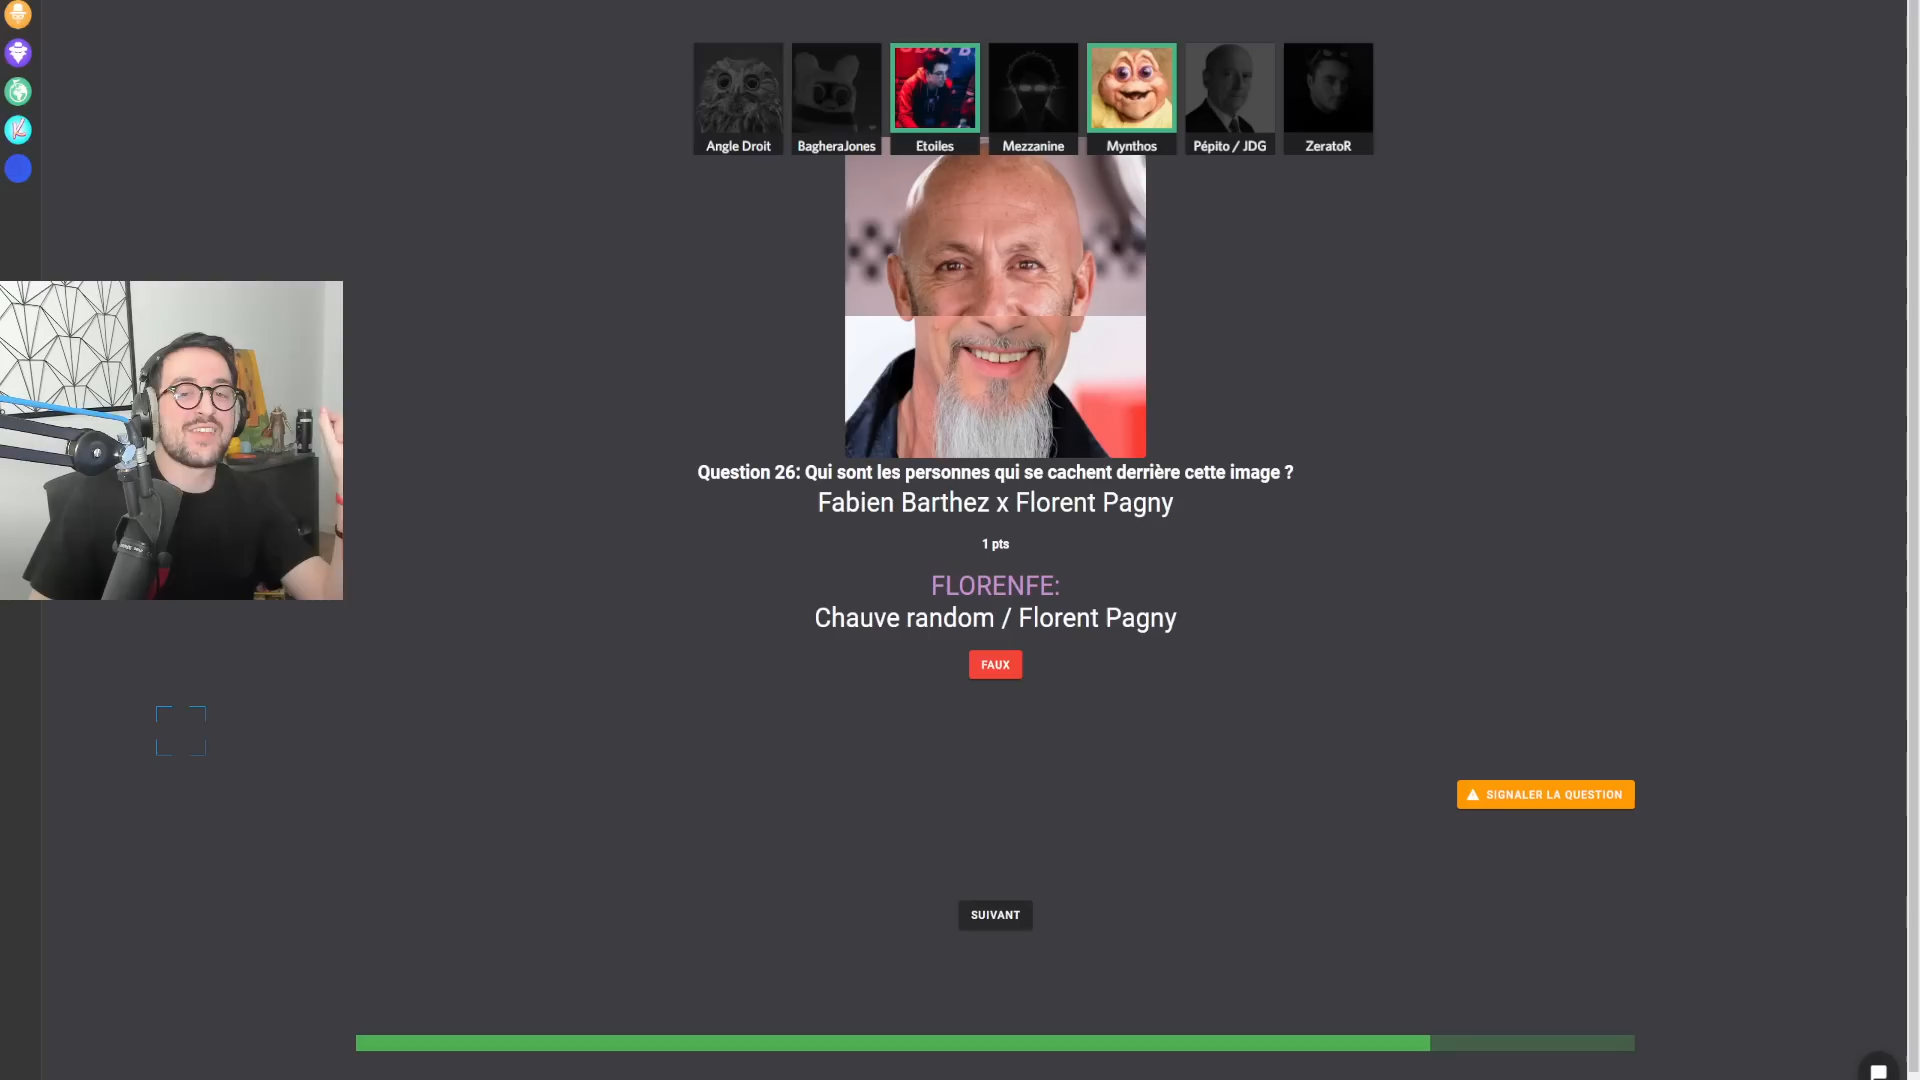 Angle Droit
BagheraJones
Etoiles
Mezzanine
Mynthos
Pépito / JDG
ZeratoR
Question 26: Qui sont les personnes qui se cachent derrière cette image ?
Fabien Barthez x Florent Pagny
1 pts
FLORENFE:
Chauve random / Florent Pagny
FAUX
SIGNALER LA QUESTION
SUIVANT